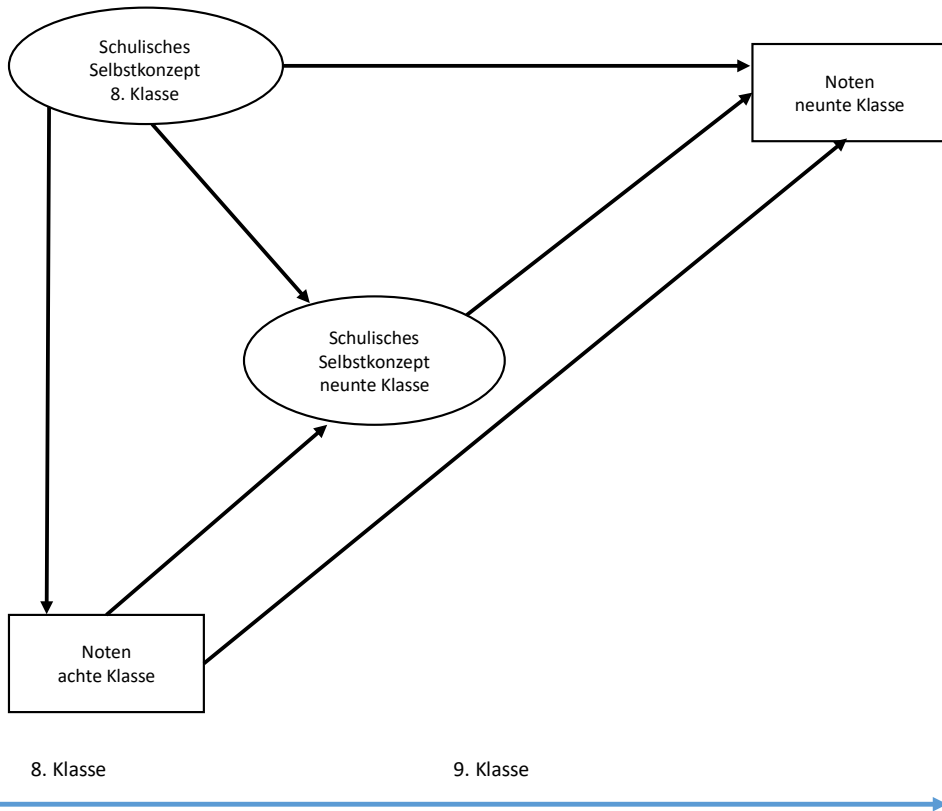 Schulisches
Selbstkonzept
8. Klasse
Noten
neunte Klasse
Schulisches
Selbstkonzept
neunte Klasse
Noten
achte Klasse
8. Klasse
9. Klasse